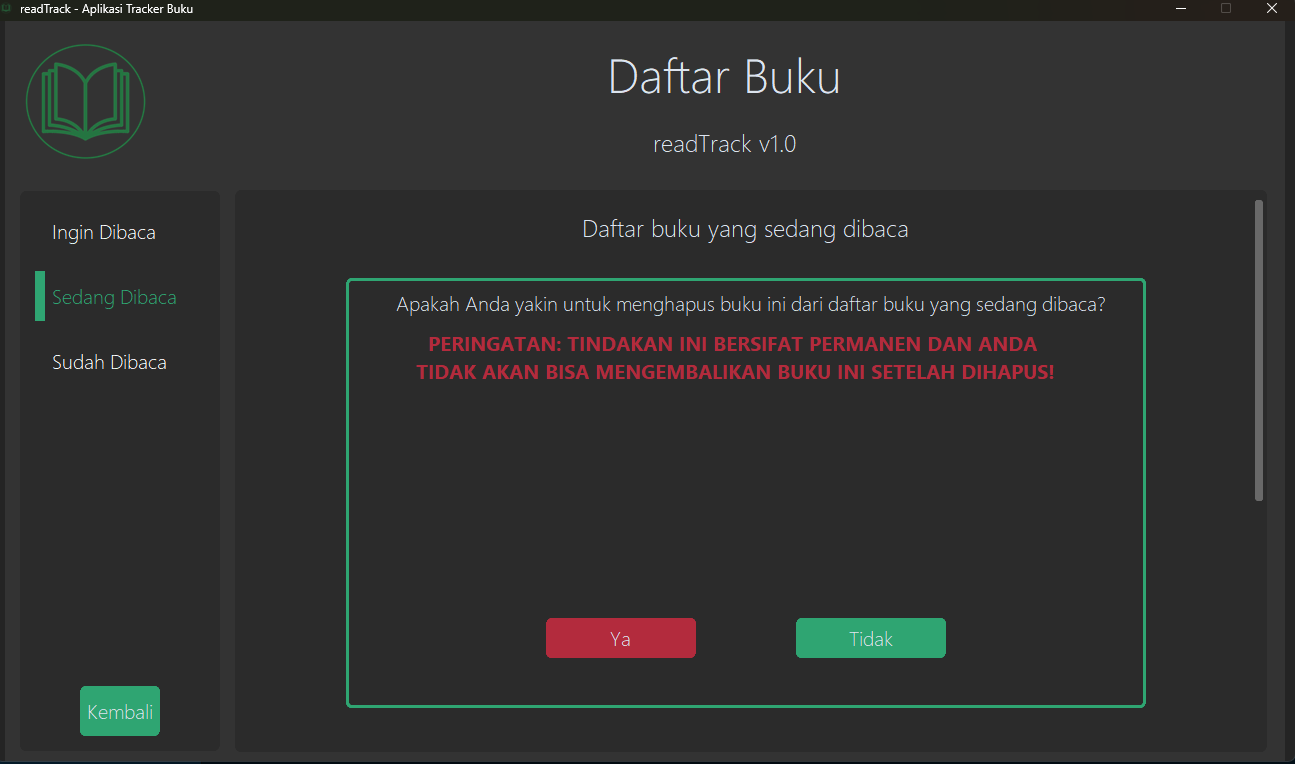 readTrack - Aplikasi Tracker Buku
Daftar Buku
readTrack v1.0
Ingin Dibaca
Sedang Dibaca
Sudah Dibaca
Kembali
Daftar buku yang sedang dibaca
Apakah Anda yakin untuk menghapus buku ini dari daftar buku yang sedang dibaca?
PERINGATAN: TINDAKAN INI BERSIFAT PERMANEN DAN ANDA
TIDAK AKAN BISA MENGEMBALIKAN BUKU INI SETELAH DIHAPUS!
Ya
Tidak